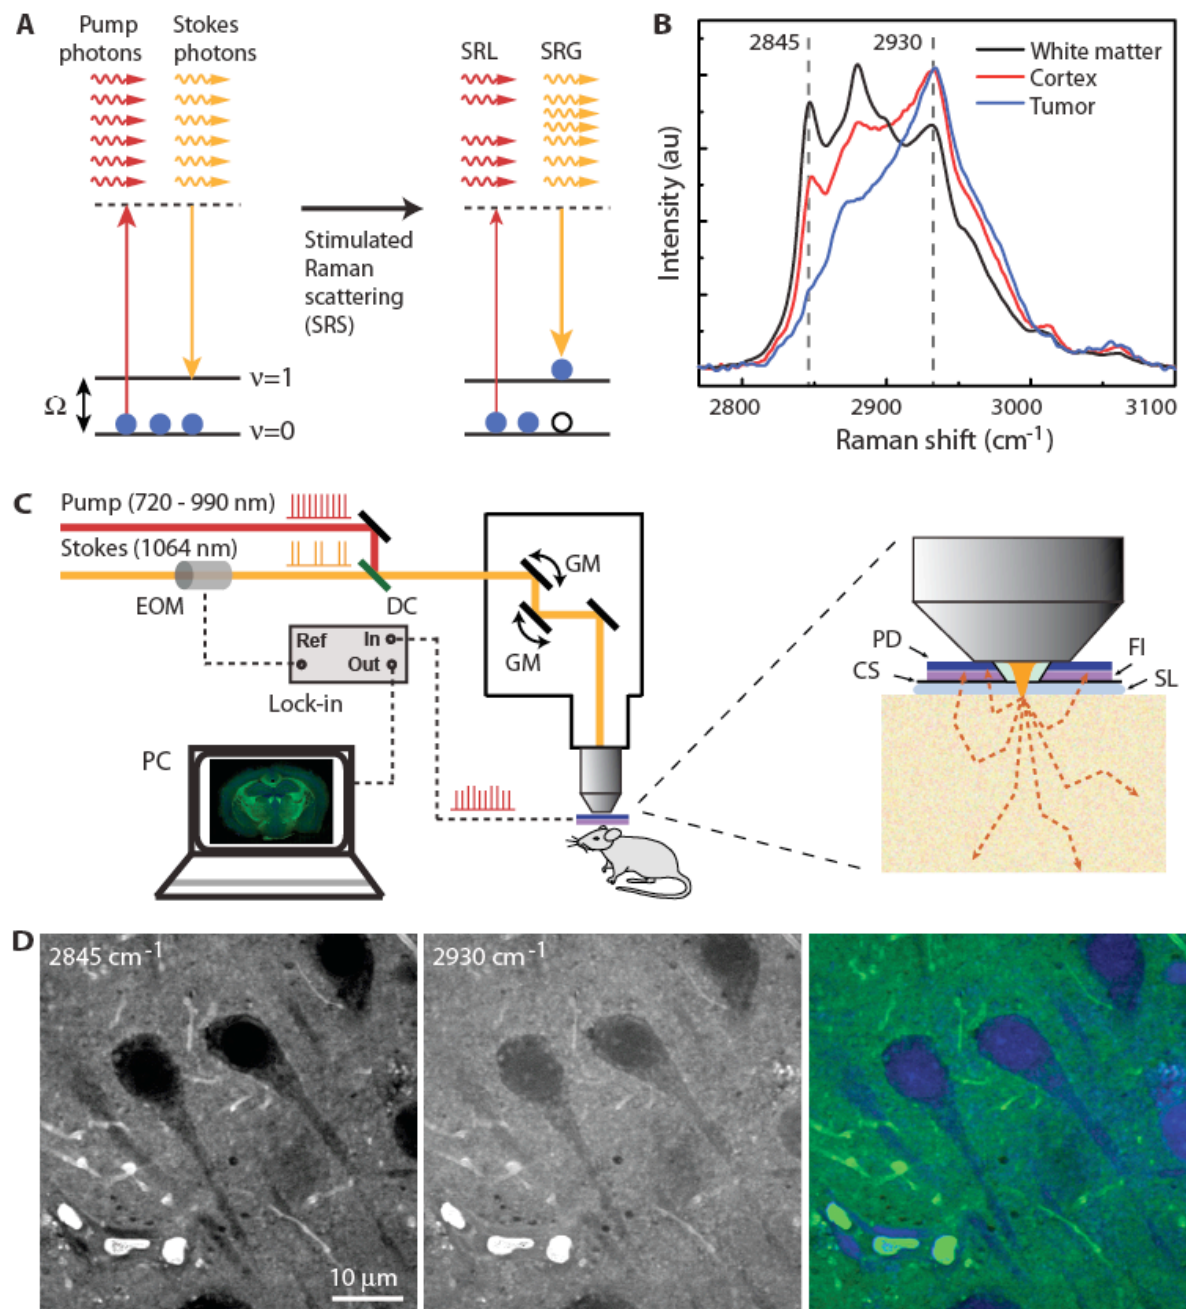 A
Pump
photons
Stokes
photons
SRL
SRG
Stimulated
Raman
scattering
(SRS)
Ω
ν=1
ν=0
B
2845
2930
White matter
Cortex
Tumor
Intensity (au)
2800
2900
3000
3100
Raman shift (cm⁻¹)
C
Pump (720 - 990 nm)
Stokes (1064 nm)
EOM
DC
GM
GM
Ref
In
Out
Lock-in
PC
PD
CS
FI
SL
D
2845 cm⁻¹
10 µm
2930 cm⁻¹